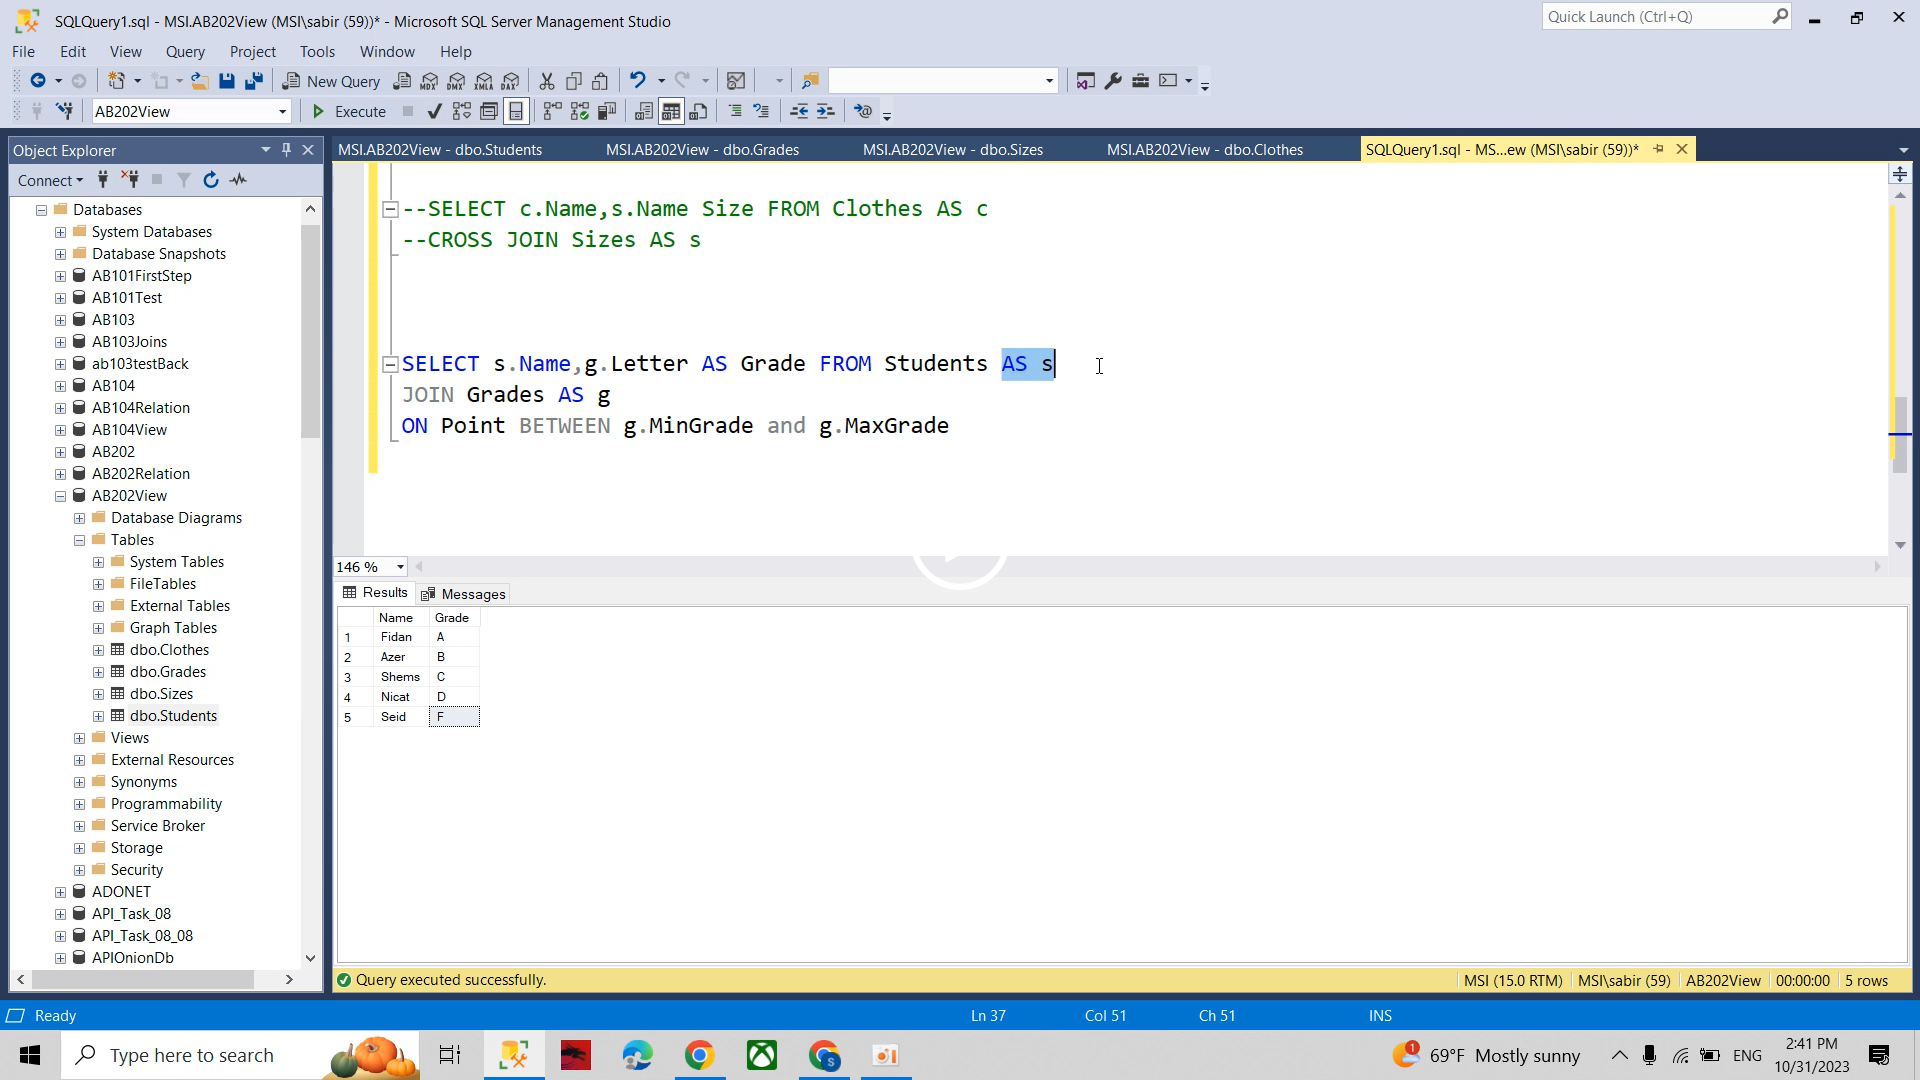 SQLQuery1.sql - MSI.AB202View (MSI\sabir (59))* - Microsoft SQL Server Management Studio
Quick Launch (Ctrl+Q)
File Edit View Query Project Tools Window Help
New Query
MDX DMX XMLA DAX
AB202View
Execute
Object Explorer
MSI.AB202View - dbo.Students
MSI.AB202View - dbo.Grades
MSI.AB202View - dbo.Sizes
MSI.AB202View - dbo.Clothes
SQLQuery1.sql - MS...ew (MSI\sabir (59))*
Connect
Databases
System Databases
Database Snapshots
AB101FirstStep
AB101Test
AB103
AB103Joins
ab103testBack
AB104
AB104Relation
AB104View
AB202
AB202Relation
AB202View
Database Diagrams
Tables
System Tables
FileTables
External Tables
Graph Tables
dbo.Clothes
dbo.Grades
dbo.Sizes
dbo.Students
Views
External Resources
Synonyms
Programmability
Service Broker
Storage
Security
ADONET
API_Task_08
API_Task_08_08
APIOnionDb
--SELECT c.Name,s.Name Size FROM Clothes AS c
--CROSS JOIN Sizes AS s
SELECT s.Name,g.Letter AS Grade FROM Students AS s
JOIN Grades AS g
ON Point BETWEEN g.MinGrade and g.MaxGrade
146 %
Results Messages
Name Grade
1 Fidan A
2 Azer B
3 Shems C
4 Nicat D
5 Seid F
Query executed successfully.
MSI (15.0 RTM) MSI\sabir (59) AB202View 00:00:00 5 rows
Ready
Ln 37 Col 51 Ch 51 INS
Type here to search
1
S
69°F Mostly sunny
ENG
2:41 PM
10/31/2023